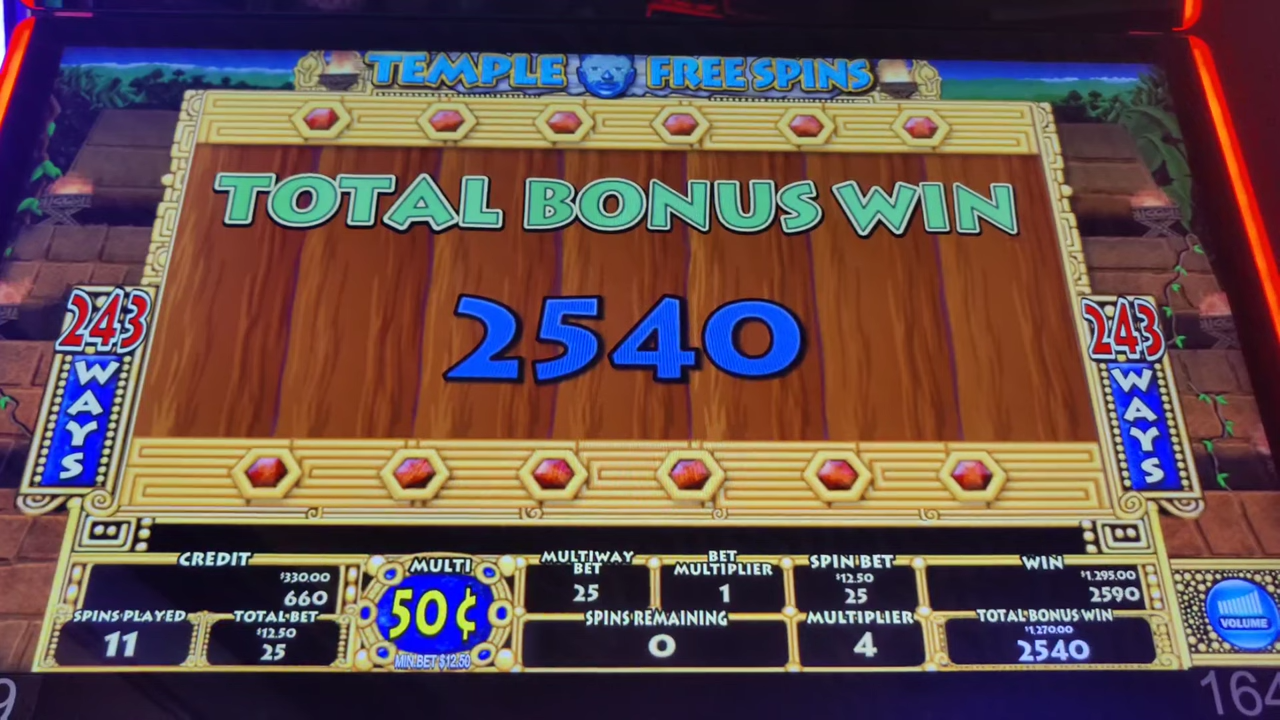 TEMPLE FREE SPINS
TOTAL BONUS WIN
2540
243
WAYS
243
WAYS
CREDIT
$330.00
660
MULTI
50¢
MIN BET $12.50
MULTIWAY BET
25
BET MULTIPLIER
1
SPIN BET
$12.50
25
WIN
$1,295.00
2590
SPINS PLAYED
11
TOTAL BET
$12.50
25
SPINS REMAINING
0
MULTIPLIER
4
TOTAL BONUS WIN
$1,270.00
2540
VOLUME
9
164